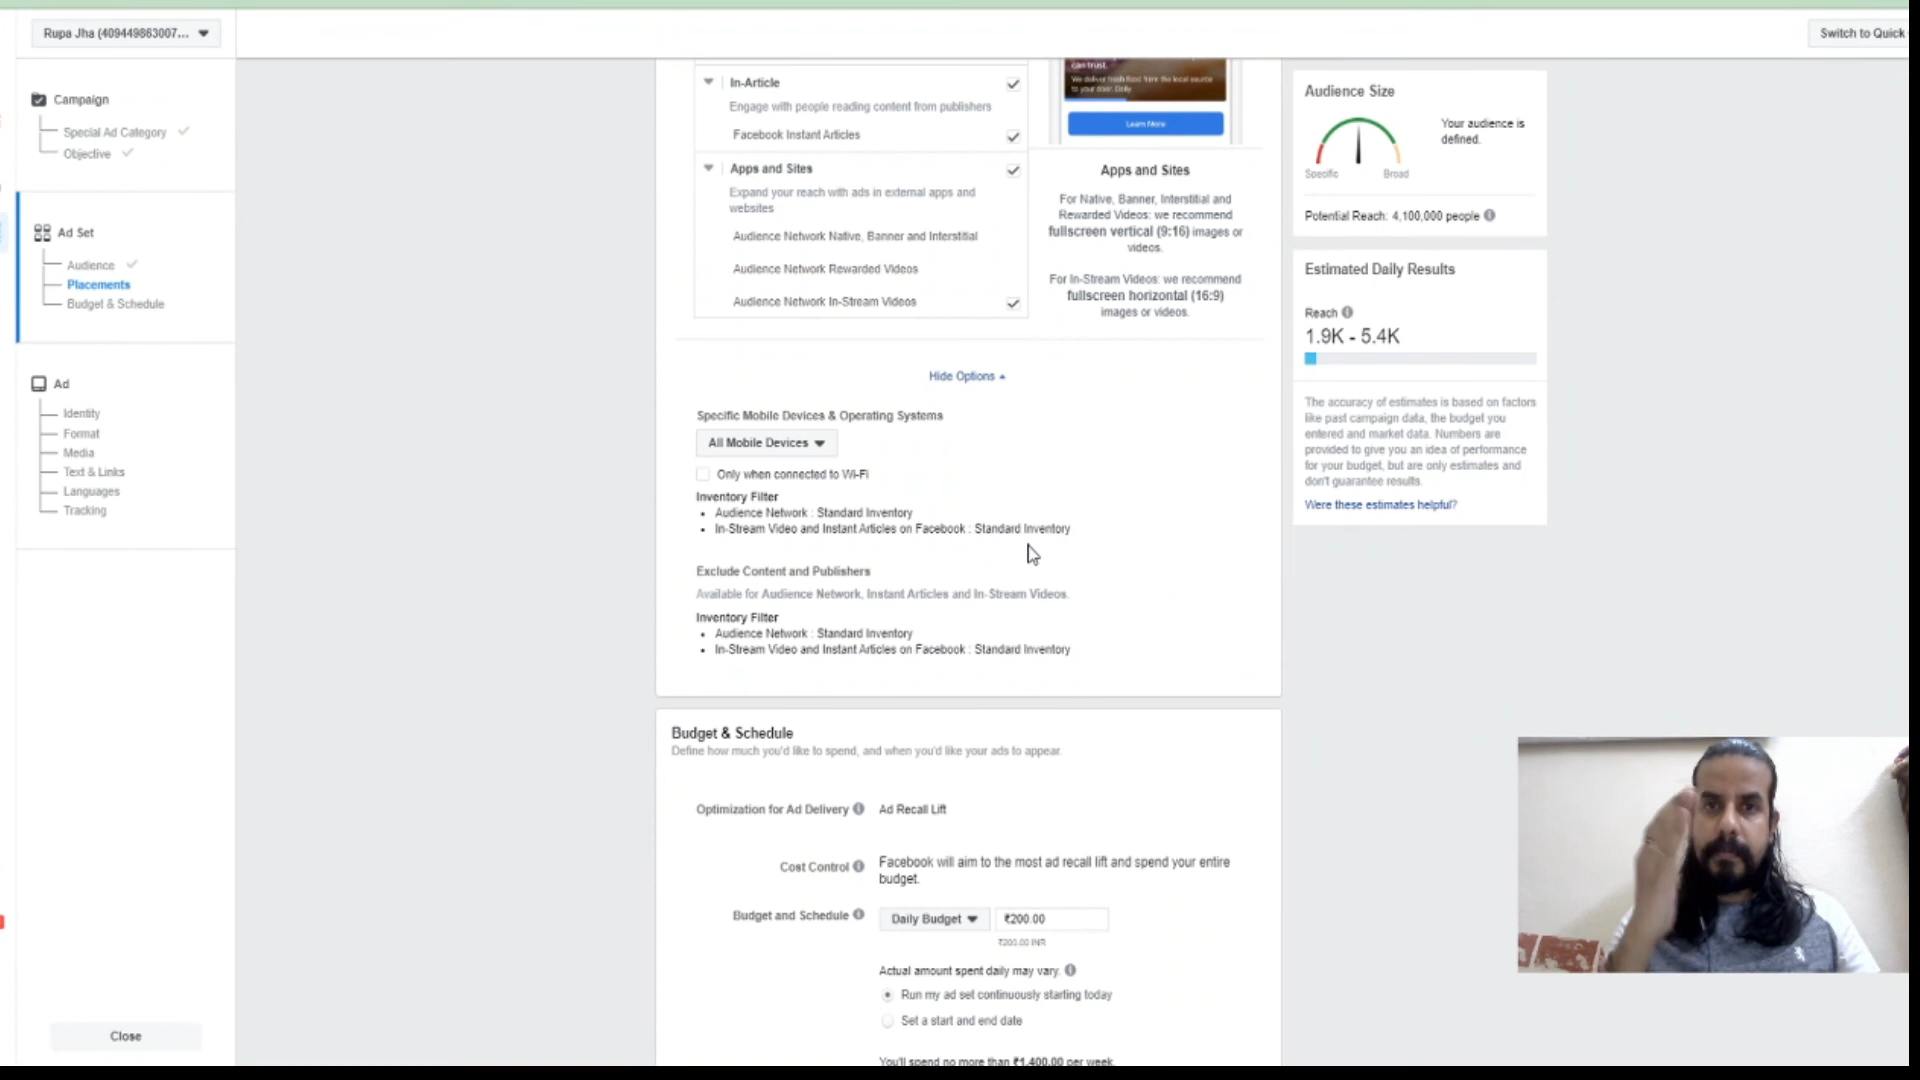 Rupa Jha (409449863007...
Switch to Quick
Campaign
Special Ad Category
Objective
Ad Set
Audience
Placements
Budget & Schedule
Ad
Identity
Format
Media
Text & Links
Languages
Tracking
Close
In-Article
Engage with people reading content from publishers
Facebook Instant Articles
Apps and Sites
Expand your reach with ads in external apps and
websites
Audience Network Native, Banner and Interstitial
Audience Network Rewarded Videos
Audience Network In-Stream Videos
can trust.
We deliver fresh food from the local source
to your door. Daily
Learn More
Apps and Sites
For Native, Banner, Interstitial and
Rewarded Videos: we recommend
fullscreen vertical (9:16) images or
videos.
For In-Stream Videos: we recommend
fullscreen horizontal (16:9)
images or videos.
Hide Options
Specific Mobile Devices & Operating Systems
All Mobile Devices
Only when connected to Wi-Fi
Inventory Filter
• Audience Network : Standard Inventory
• In-Stream Video and Instant Articles on Facebook : Standard Inventory
Exclude Content and Publishers
Available for Audience Network, Instant Articles and In-Stream Videos.
Inventory Filter
• Audience Network : Standard Inventory
• In-Stream Video and Instant Articles on Facebook : Standard Inventory
Budget & Schedule
Define how much you'd like to spend, and when you'd like your ads to appear.
Optimization for Ad Delivery Ad Recall Lift
Cost Control Facebook will aim to the most ad recall lift and spend your entire
budget.
Budget and Schedule Daily Budget ₹200.00
₹200.00 INR
Actual amount spent daily may vary.
Run my ad set continuously starting today
Set a start and end date
You'll spend no more than ₹1,400.00 per week.
Audience Size
Your audience is
defined.
Specific Broad
Potential Reach: 4,100,000 people
Estimated Daily Results
Reach
1.9K - 5.4K
The accuracy of estimates is based on factors
like past campaign data, the budget you
entered and market data. Numbers are
provided to give you an idea of performance
for your budget, but are only estimates and
don't guarantee results.
Were these estimates helpful?